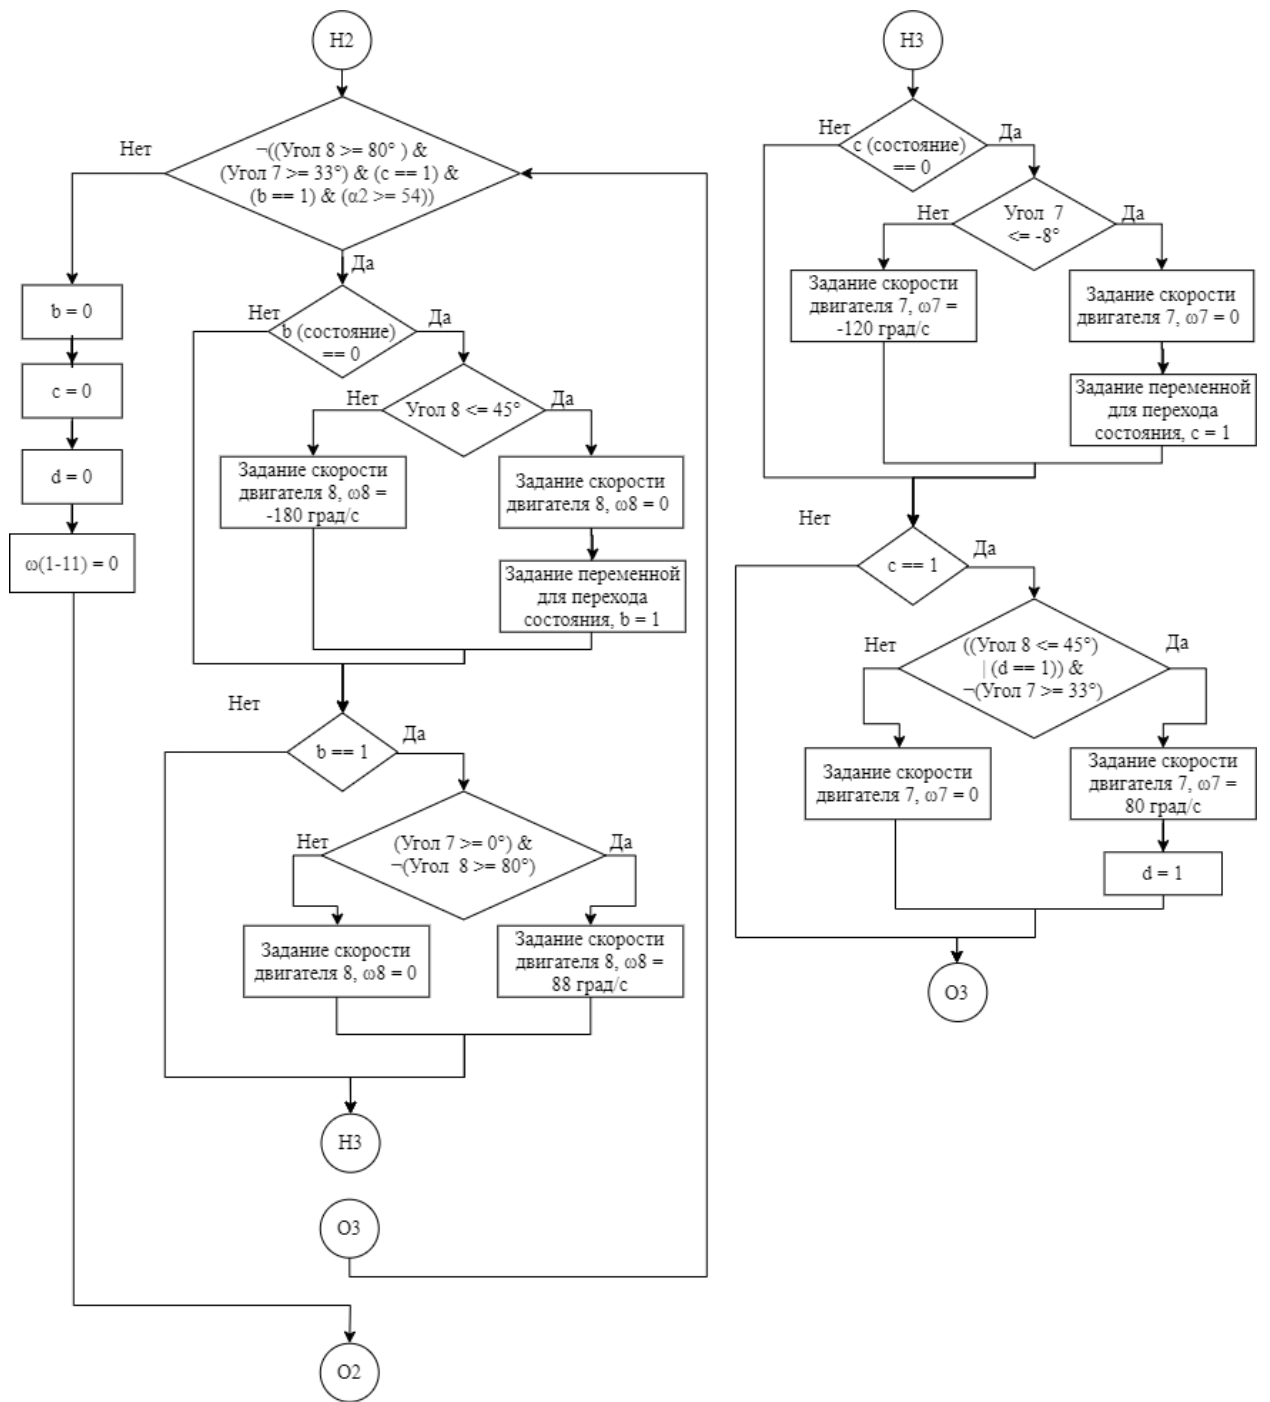 Н2
Нет
¬((Угол 8 >= 80° ) &
(Угол 7 >= 33°) & (c == 1) &
(b == 1) & (α2 >= 54))
Да
b = 0
c = 0
d = 0
ω(1-11) = 0
Нет
b (состояние)
== 0
Да
Нет
Угол 8 <= 45°
Да
Задание скорости
двигателя 8, ω8 =
-180 град/с
Задание скорости
двигателя 8, ω8 = 0
Задание переменной
для перехода
состояния, b = 1
Нет
b == 1
Да
Нет
(Угол 7 >= 0°) &
¬(Угол 8 >= 80°)
Да
Задание скорости
двигателя 8, ω8 = 0
Задание скорости
двигателя 8, ω8 =
88 град/с
Н3
О3
О2
Н3
Нет
c (состояние)
== 0
Да
Нет
Угол 7
<= -8°
Да
Задание скорости
двигателя 7, ω7 =
-120 град/с
Задание скорости
двигателя 7, ω7 = 0
Задание переменной
для перехода
состояния, c = 1
Нет
c == 1
Да
Нет
((Угол 8 <= 45°)
| (d == 1)) &
¬(Угол 7 >= 33°)
Да
Задание скорости
двигателя 7, ω7 = 0
Задание скорости
двигателя 7, ω7 =
80 град/с
d = 1
О3